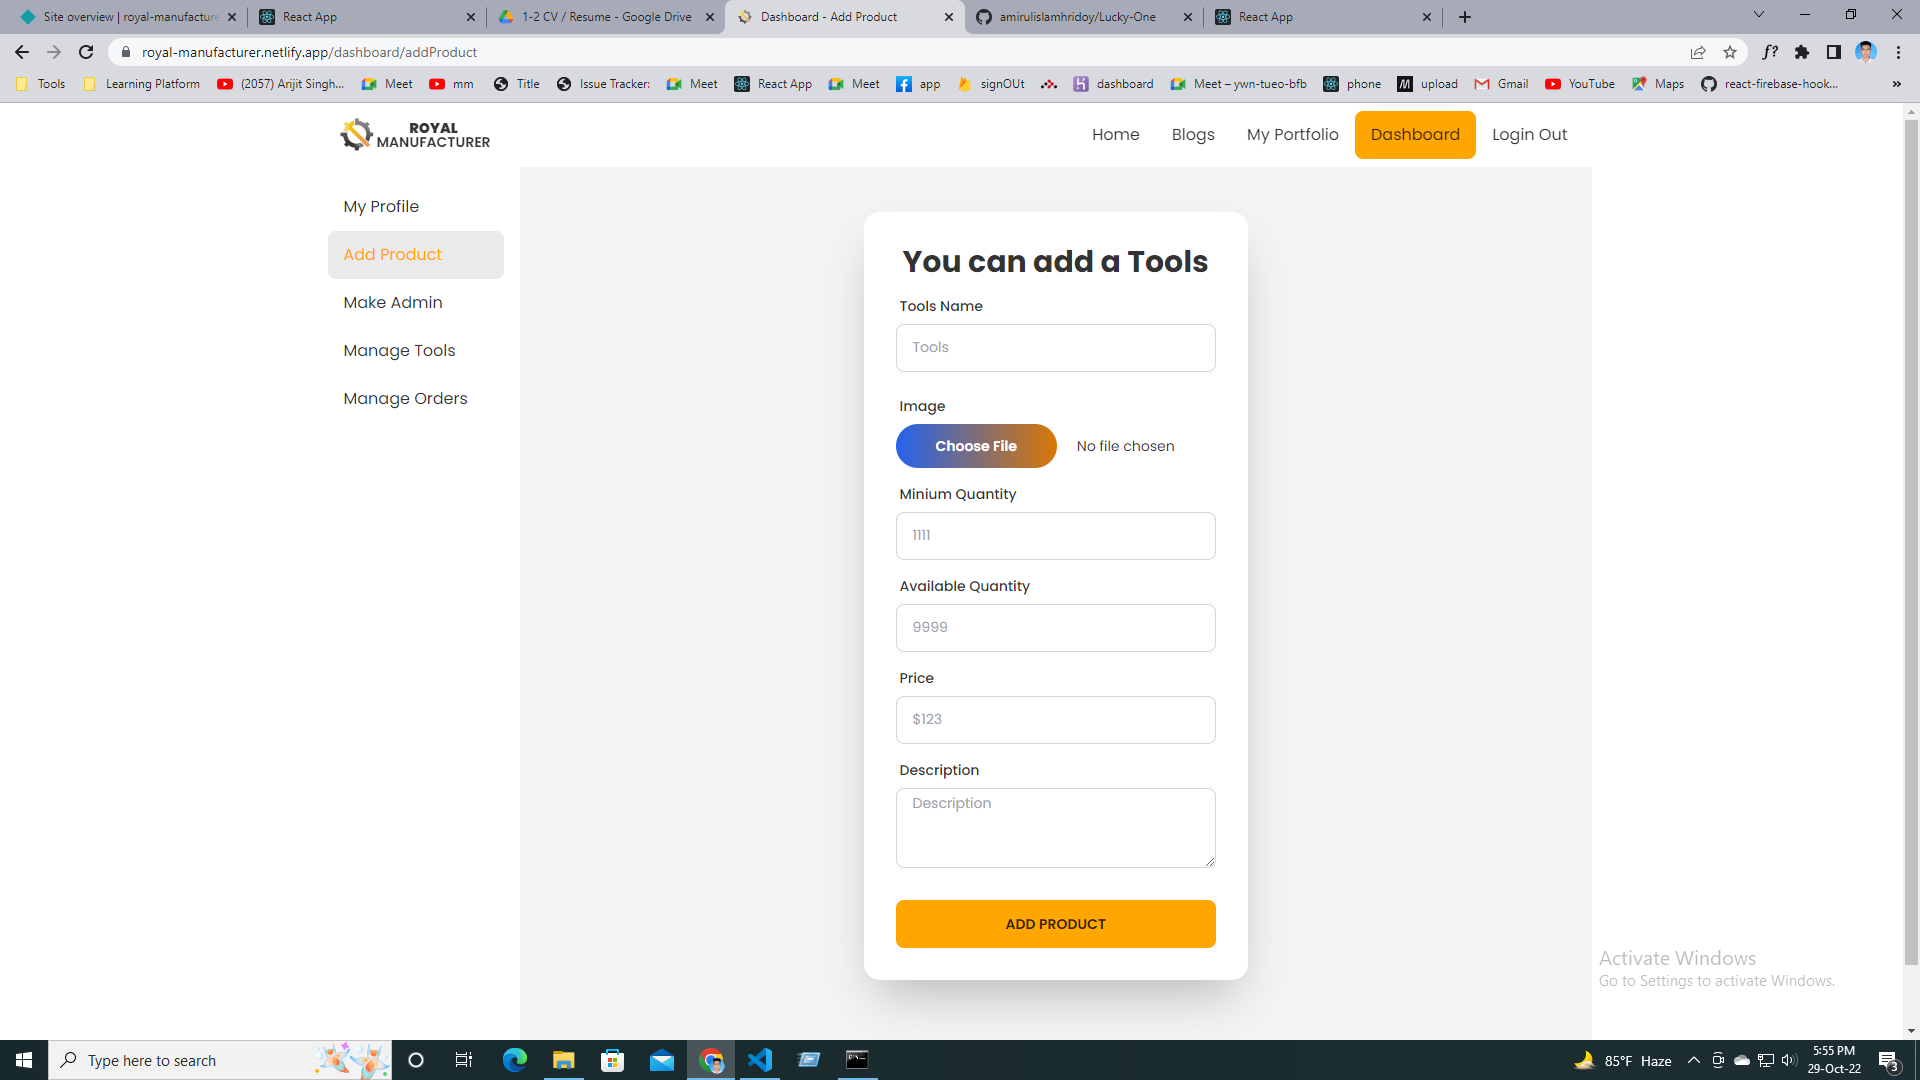 Site overview | royal-manufacture
React App
1-2 CV / Resume - Google Drive
Dashboard - Add Product
amirulislamhridoy/Lucky-One
React App
royal-manufacturer.netlify.app/dashboard/addProduct
f?
Tools
Learning Platform
(2057) Arijit Singh...
Meet
mm
Title
Issue Tracker:
Meet
React App
Meet
app
signOUt
dashboard
Meet – ywn-tueo-bfb
phone
upload
Gmail
YouTube
Maps
react-firebase-hook...
»
ROYAL
MANUFACTURER
Home
Blogs
My Portfolio
Dashboard
Login Out
My Profile
Add Product
Make Admin
Manage Tools
Manage Orders
You can add a Tools
Tools Name
Tools
Image
Choose File
No file chosen
Minium Quantity
1111
Available Quantity
9999
Price
$123
Description
Description
ADD PRODUCT
Activate Windows
Go to Settings to activate Windows.
Type here to search
85°F Haze
5:55 PM
29-Oct-22
3